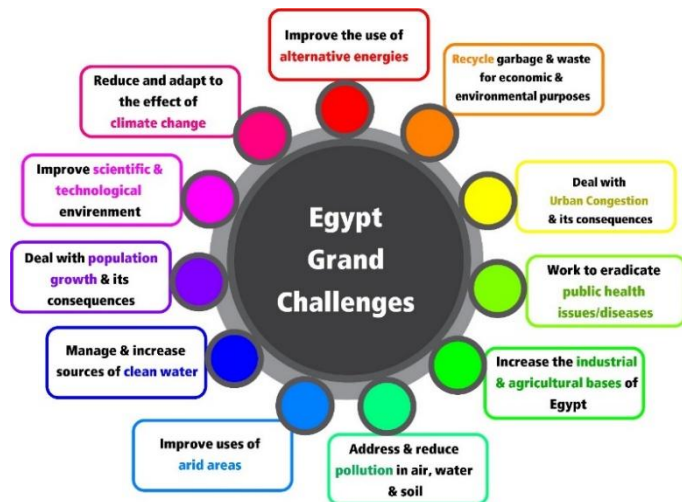 Improve the use of
alternative energies
Recycle garbage & waste
for economic &
environmental purposes
Deal with
Urban Congestion
& its consequences
Work to eradicate
public health
issues/diseases
Increase the industrial
& agricultural bases of
Egypt
Address & reduce
pollution in air, water
& soil
Improve uses of
arid areas
Manage & increase
sources of clean water
Deal with population
growth & its
consequences
Improve scientific &
technological
envirenment
Reduce and adapt to
the effect of
climate change
Egypt
Grand
Challenges